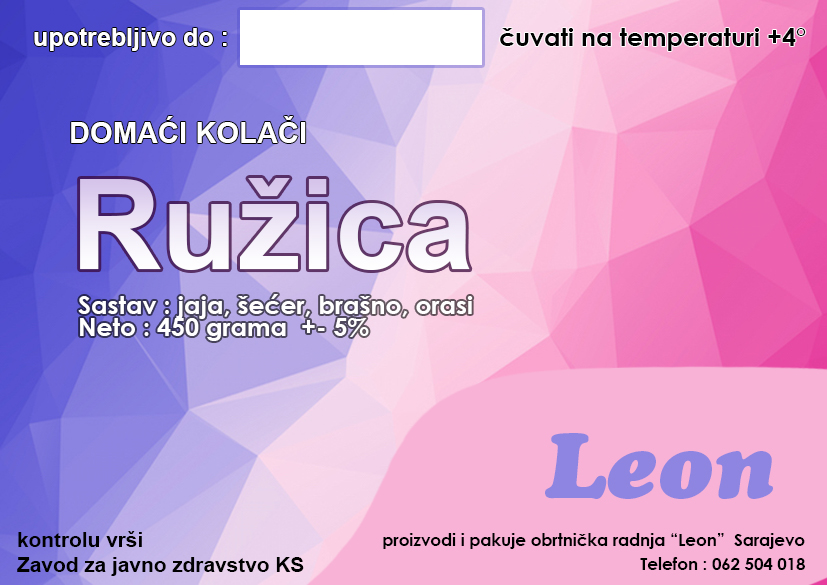 upotrebljivo do :
čuvati na temperaturi +4°
DOMAĆI KOLAČI
Ružica
Sastav : jaja, šećer, brašno, orasi
Neto : 450 grama +- 5%
Leon
kontrolu vrši
Zavod za javno zdravstvo KS
proizvodi i pakuje obrtnička radnja “Leon” Sarajevo
Telefon : 062 504 018